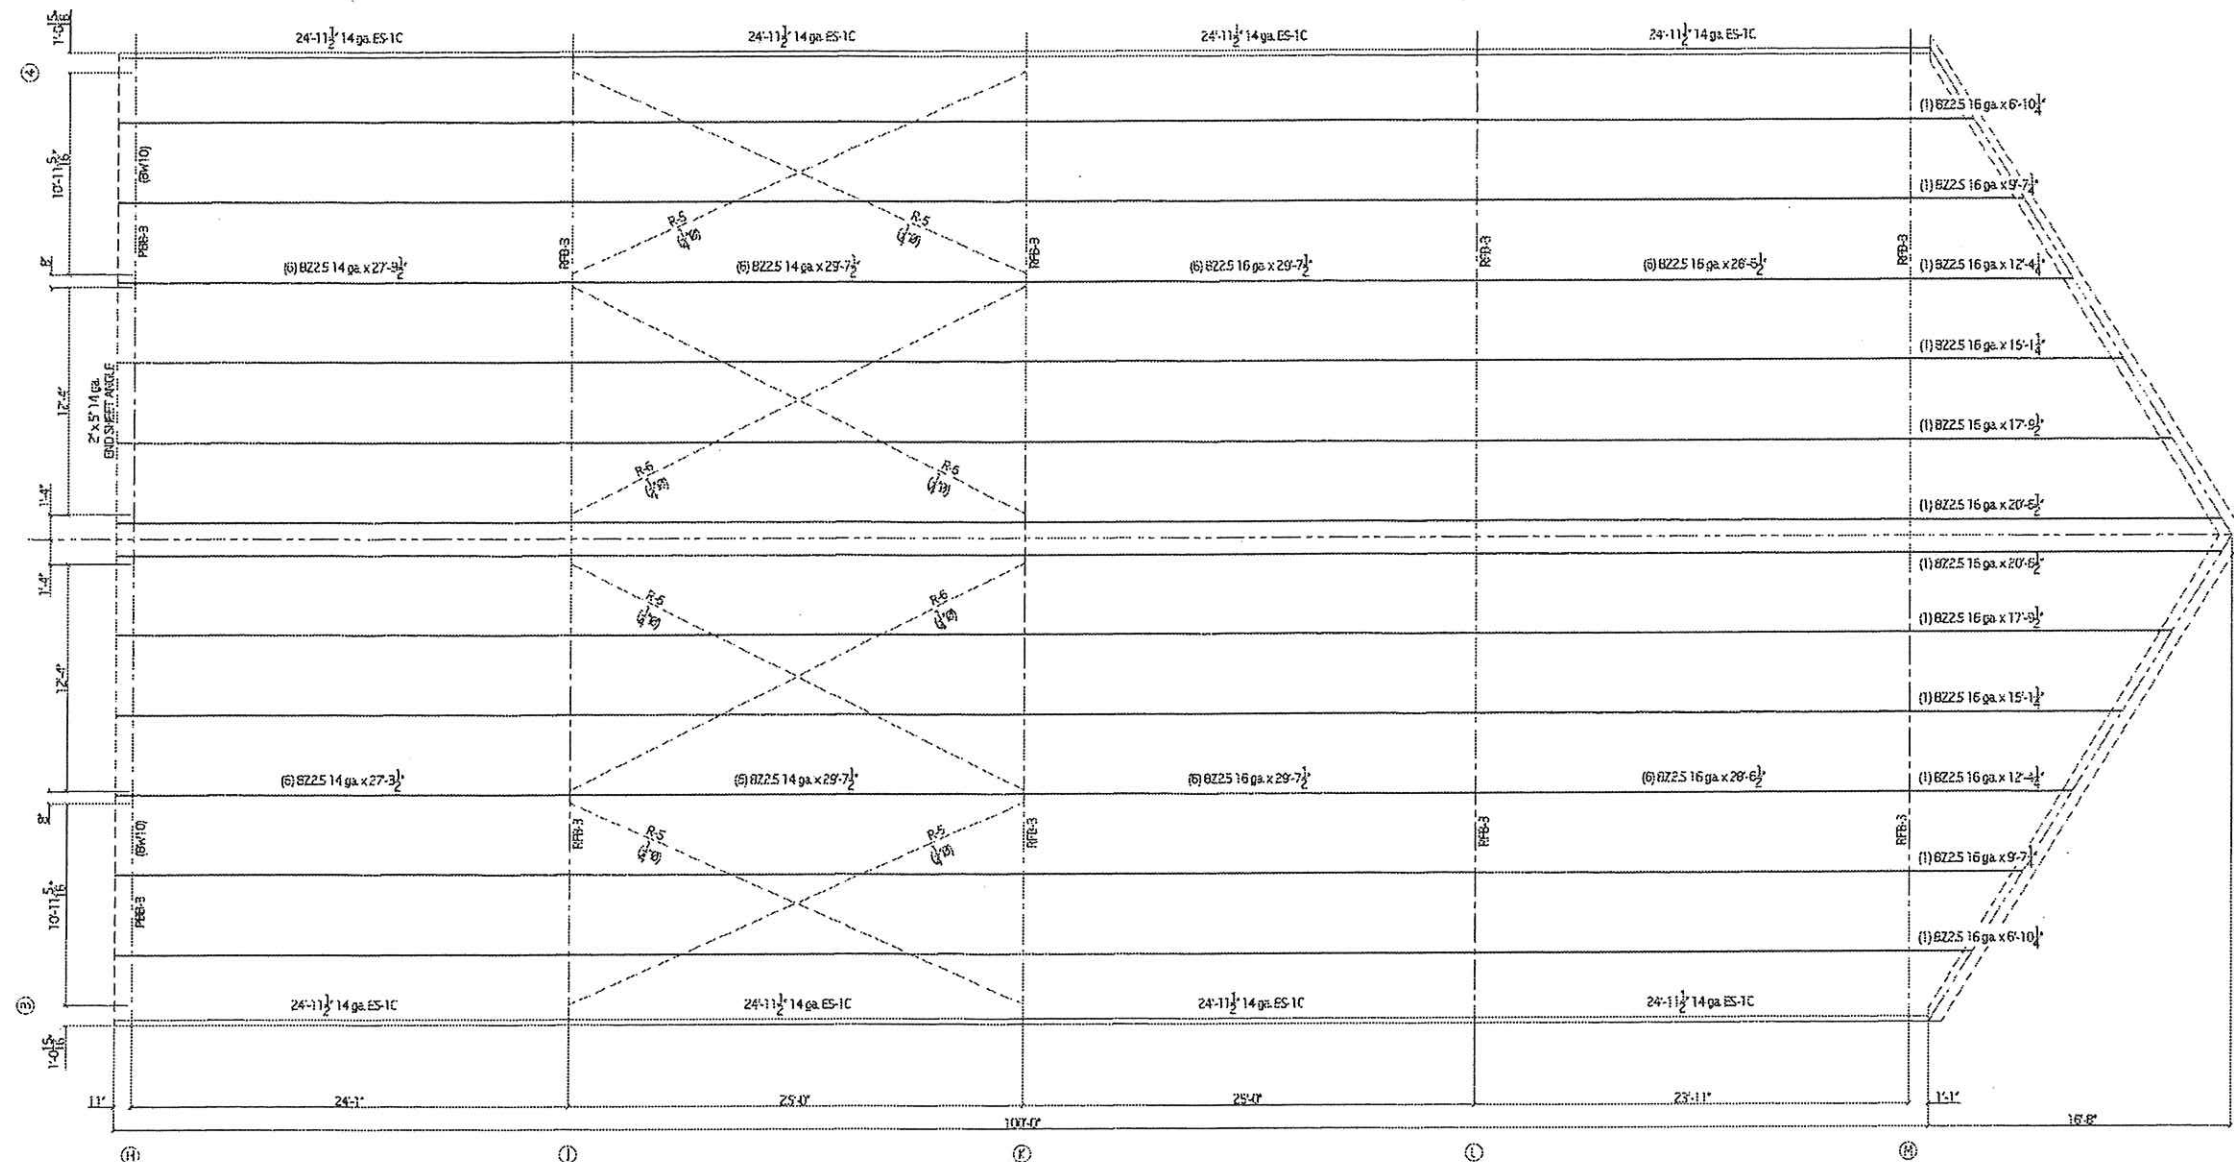 1'-0 15/16"
24'-11 1/2" 14 ga. ES-1C
24'-11 1/2" 14 ga. ES-1C
24'-11 1/2" 14 ga. ES-1C
24'-11 1/2" 14 ga. ES-1C
4
(1) 8Z2.5 16 ga. x 6'-10 1/4"
10'-11 5/16"
(BW10)
(1) 8Z2.5 16 ga. x 9'-7 1/4"
R-5
R-5
8"
PBB-3
RFB-3
RFB-3
RFB-3
RFB-3
(6) 8Z2.5 14 ga. x 27'-3 1/2"
(6) 8Z2.5 14 ga. x 29'-7 1/2"
(6) 8Z2.5 16 ga. x 29'-7 1/2"
(6) 8Z2.5 16 ga. x 28'-6 1/2"
(1) 8Z2.5 16 ga. x 12'-4 1/4"
(1) 8Z2.5 16 ga. x 15'-1 1/4"
12'-4"
2" x 5" 14 ga.
END SHEET ANGLE
(1) 8Z2.5 16 ga. x 17'-9 1/2"
R-6
R-6
1'-4"
(1) 8Z2.5 16 ga. x 20'-6 1/2"
1'-4"
(1) 8Z2.5 16 ga. x 20'-6 1/2"
R-6
R-6
(1) 8Z2.5 16 ga. x 17'-9 1/2"
12'-4"
(1) 8Z2.5 16 ga. x 15'-1 1/4"
(6) 8Z2.5 14 ga. x 27'-3 1/2"
(6) 8Z2.5 14 ga. x 29'-7 1/2"
(6) 8Z2.5 16 ga. x 29'-7 1/2"
(6) 8Z2.5 16 ga. x 28'-6 1/2"
(1) 8Z2.5 16 ga. x 12'-4 1/4"
8"
(BW10)
RFB-3
R-5
R-5
RFB-3
RFB-3
RFB-3
(1) 8Z2.5 16 ga. x 9'-7 1/4"
10'-11 5/16"
PBB-3
(1) 8Z2.5 16 ga. x 6'-10 1/4"
24'-11 1/2" 14 ga. ES-1C
24'-11 1/2" 14 ga. ES-1C
24'-11 1/2" 14 ga. ES-1C
24'-11 1/2" 14 ga. ES-1C
1'-0 15/16"
11"
24'-1"
25'-0"
25'-0"
23'-11"
1'-1"
100'-0"
16'-8"
H
J
K
L
M